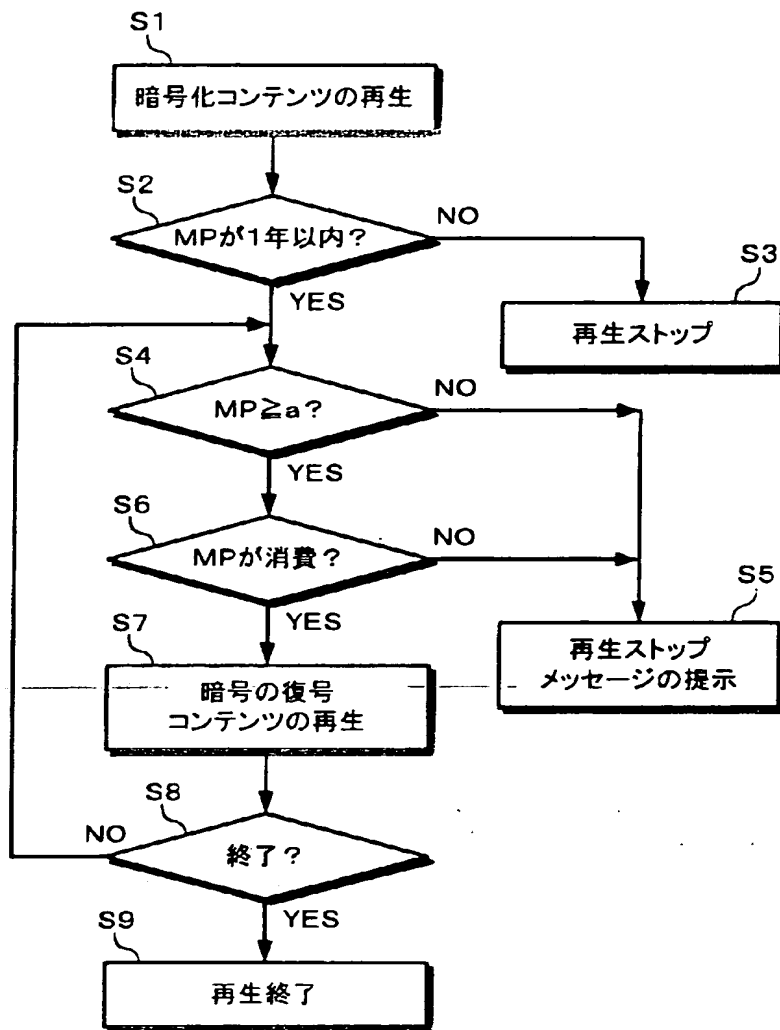 S1
暗号化コンテンツの再生
S2
MPが1年以内?
NO
YES
S3
再生ストップ
S4
MP≧a?
NO
YES
S6
MPが消費?
NO
YES
S5
再生ストップ
メッセージの提示
S7
暗号の復号
コンテンツの再生
S8
NO
終了?
YES
S9
再生終了